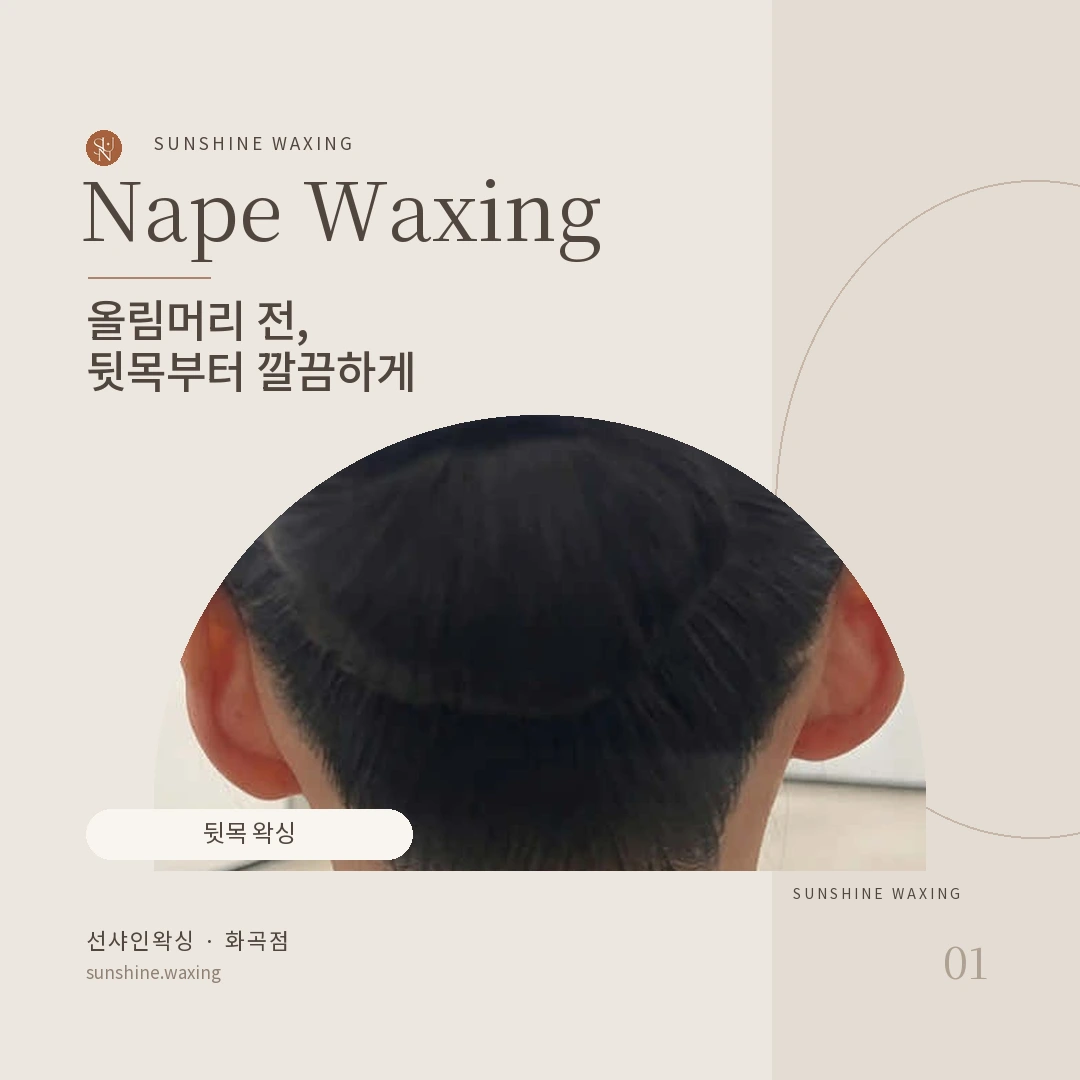 SUN
SUNSHINE WAXING
Nape Waxing
올림머리 전,
뒷목부터 깔끔하게
뒷목 왁싱
SUNSHINE WAXING
선샤인왁싱 · 화곡점
sunshine.waxing
01